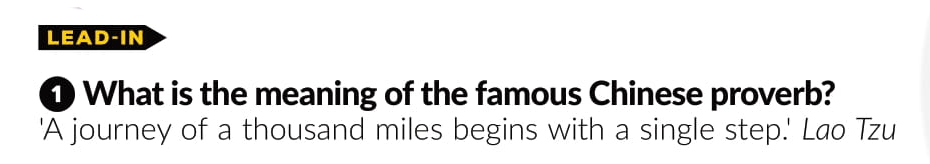 LEAD-IN
1 What is the meaning of the famous Chinese proverb?
'A journey of a thousand miles begins with a single step.' Lao Tzu